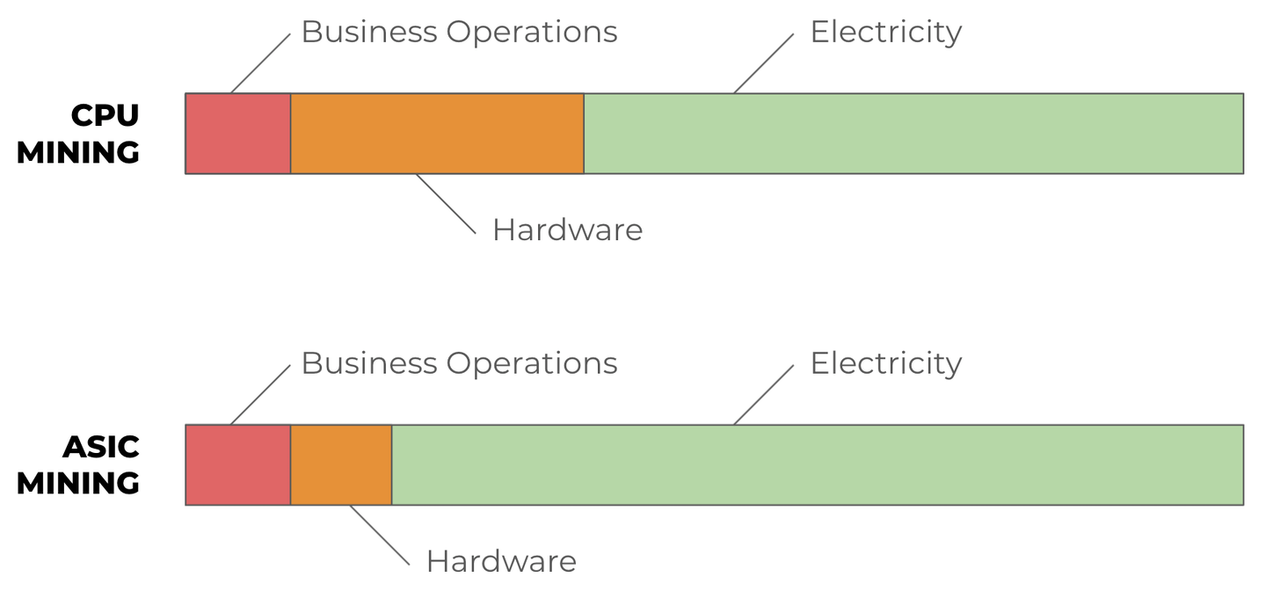 Business Operations
Electricity
CPU
MINING
Hardware
Business Operations
Electricity
ASIC
MINING
Hardware